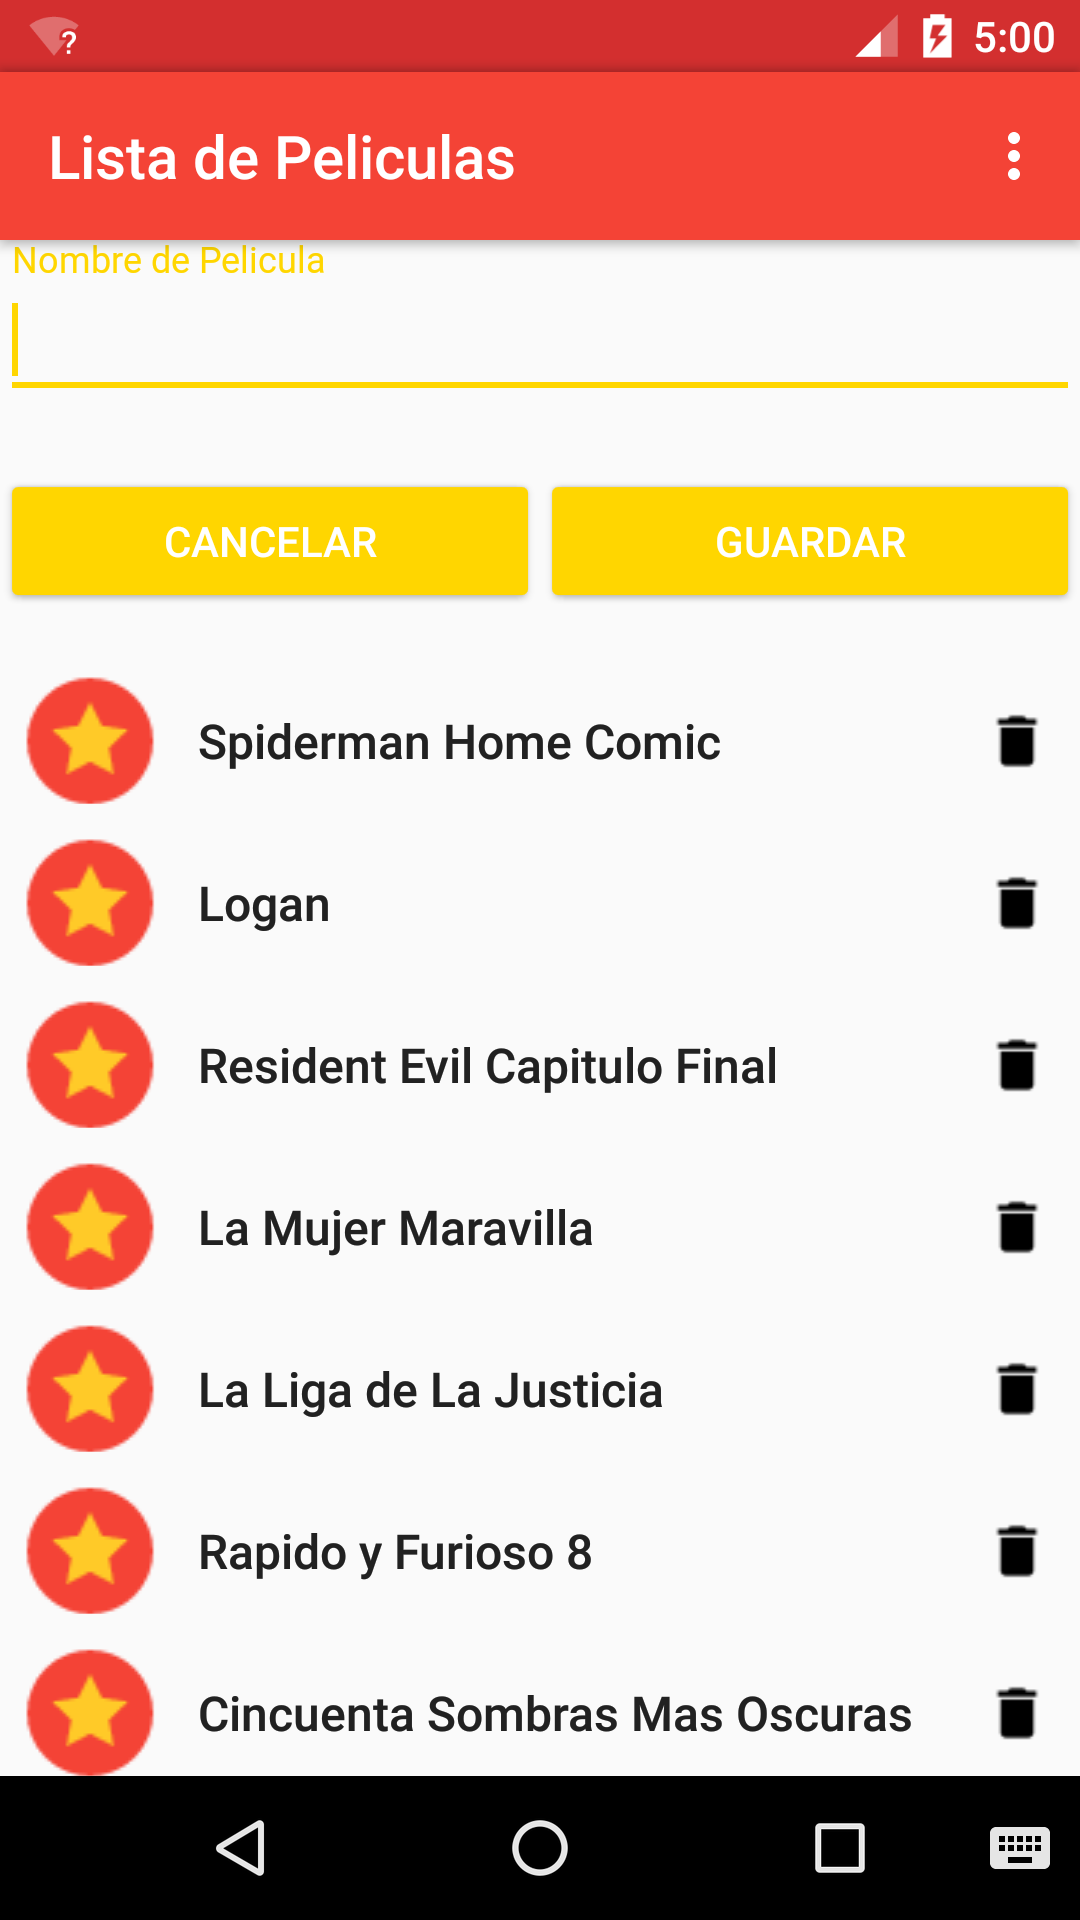 ?
5:00
Lista de Peliculas
Nombre de Pelicula
CANCELAR
GUARDAR
Spiderman Home Comic
Logan
Resident Evil Capitulo Final
La Mujer Maravilla
La Liga de La Justicia
Rapido y Furioso 8
Cincuenta Sombras Mas Oscuras